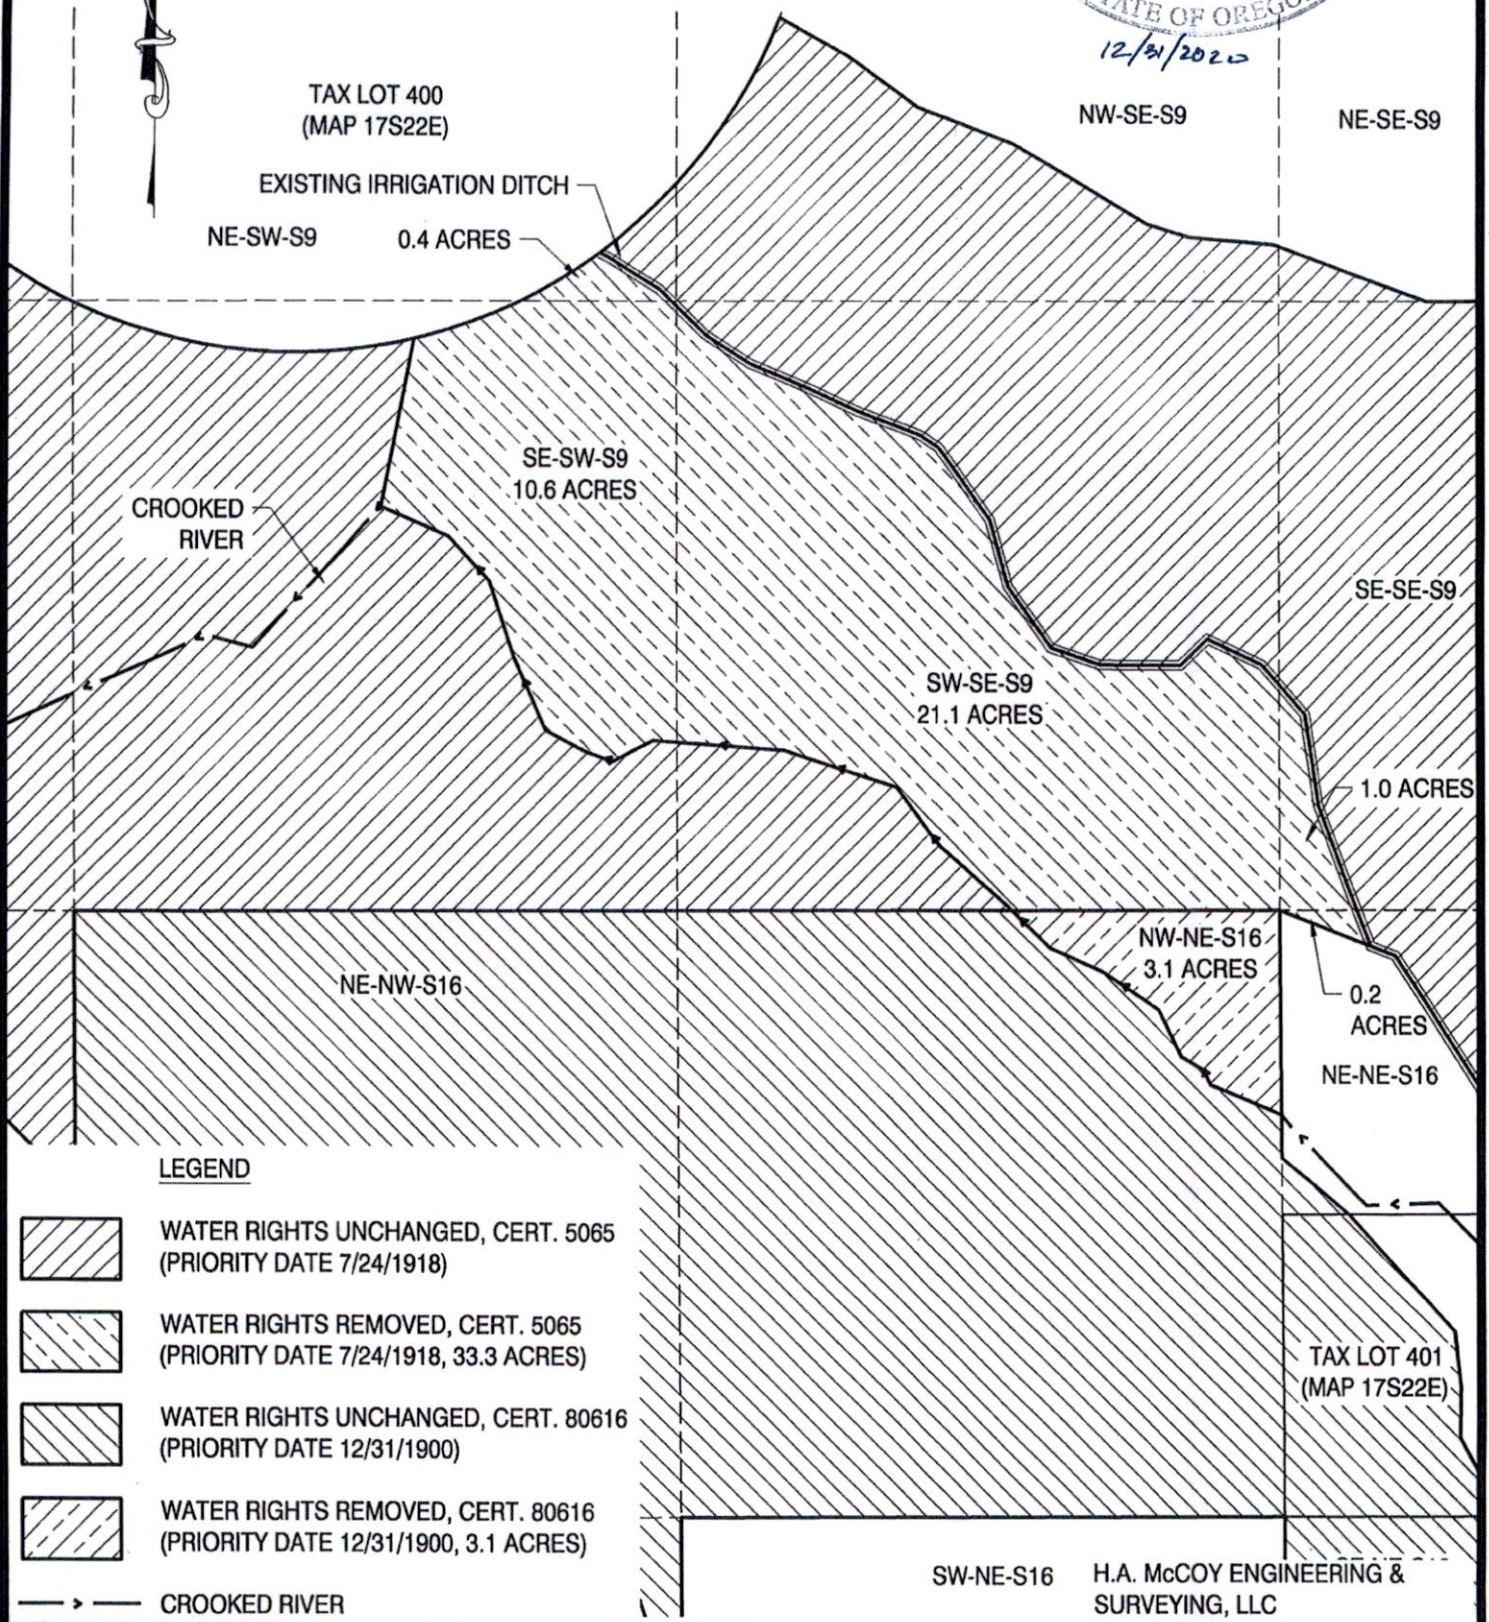 STATE OF OREGON
12/31/2020
TAX LOT 400
(MAP 17S22E)
NW-SE-S9
NE-SE-S9
EXISTING IRRIGATION DITCH
NE-SW-S9
0.4 ACRES
SE-SW-S9
10.6 ACRES
CROOKED
RIVER
SE-SE-S9
SW-SE-S9
21.1 ACRES
1.0 ACRES
NW-NE-S16
3.1 ACRES
NE-NW-S16
0.2
ACRES
NE-NE-S16
LEGEND
WATER RIGHTS UNCHANGED, CERT. 5065
(PRIORITY DATE 7/24/1918)
WATER RIGHTS REMOVED, CERT. 5065
(PRIORITY DATE 7/24/1918, 33.3 ACRES)
TAX LOT 401
(MAP 17S22E)
WATER RIGHTS UNCHANGED, CERT. 80616
(PRIORITY DATE 12/31/1900)
WATER RIGHTS REMOVED, CERT. 80616
(PRIORITY DATE 12/31/1900, 3.1 ACRES)
CROOKED RIVER
SW-NE-S16
H.A. McCOY ENGINEERING &
SURVEYING, LLC